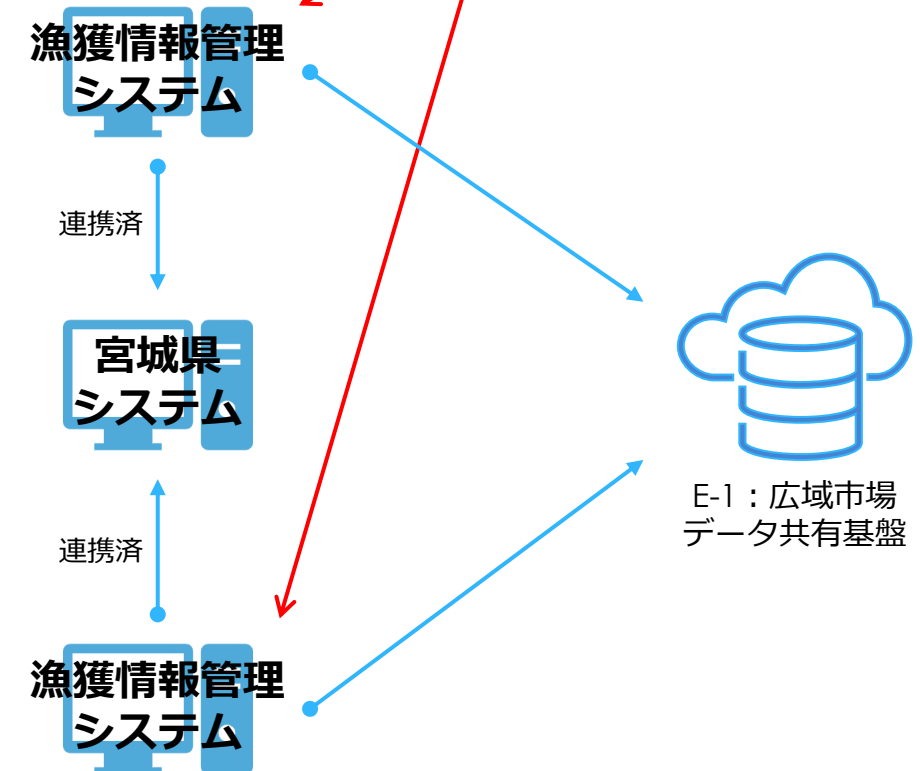 漁獲情報管理
システム
連携済
宮城県
システム
E-1：広域市場
データ共有基盤
連携済
漁獲情報管理
システム